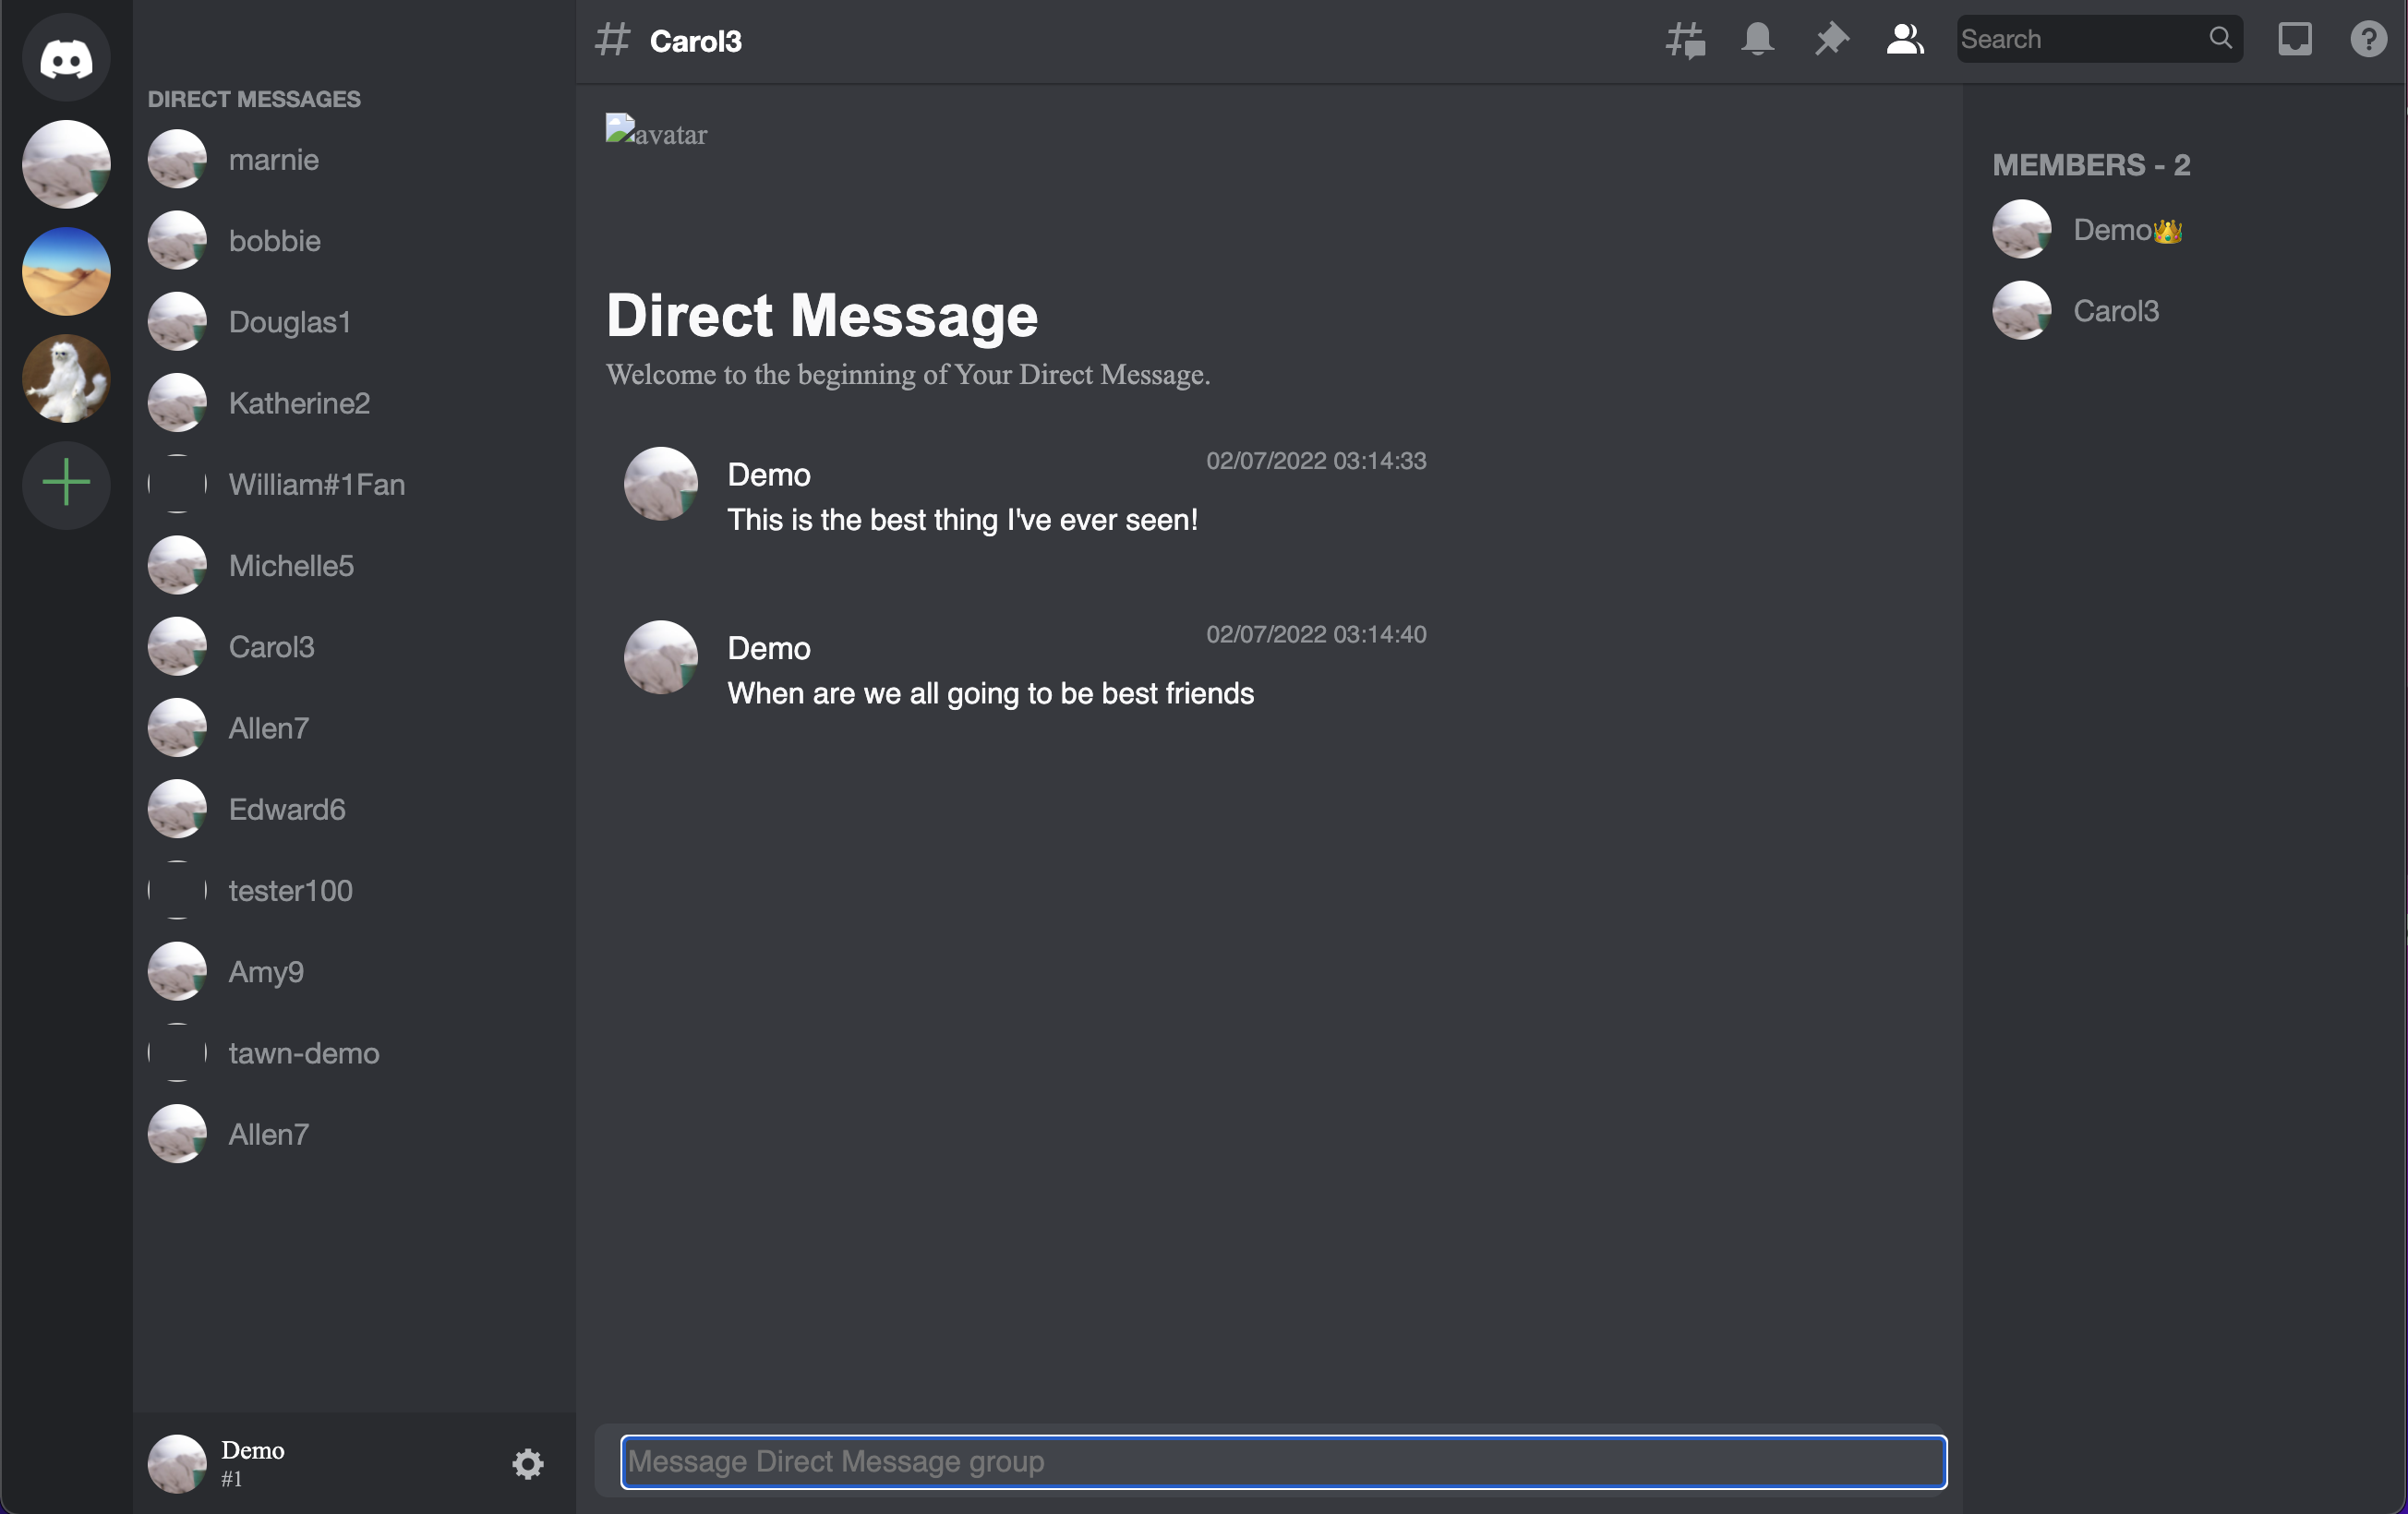 DIRECT MESSAGES
marnie
bobbie
Douglas1
Katherine2
William#1Fan
Michelle5
Carol3
Allen7
Edward6
tester100
Amy9
tawn-demo
Allen7
Demo
#1
Carol3
Search
avatar
Direct Message
Welcome to the beginning of Your Direct Message.
Demo 02/07/2022 03:14:33
This is the best thing I've ever seen!
Demo 02/07/2022 03:14:40
When are we all going to be best friends
Message Direct Message group
MEMBERS - 2
Demo👑
Carol3